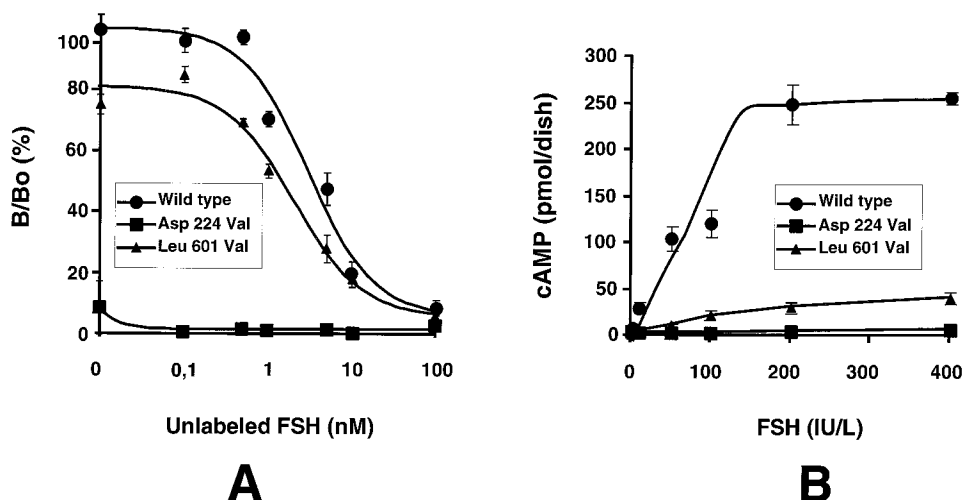 100
80
60
40
20
0
B/Bo (%)
Wild type
Asp 224 Val
Leu 601 Val
0 0,1 1 10 100
Unlabeled FSH (nM)
A
300
250
200
150
100
50
0
cAMP (pmol/dish)
Wild type
Asp 224 Val
Leu 601 Val
0 100 200 300 400
FSH (IU/L)
B